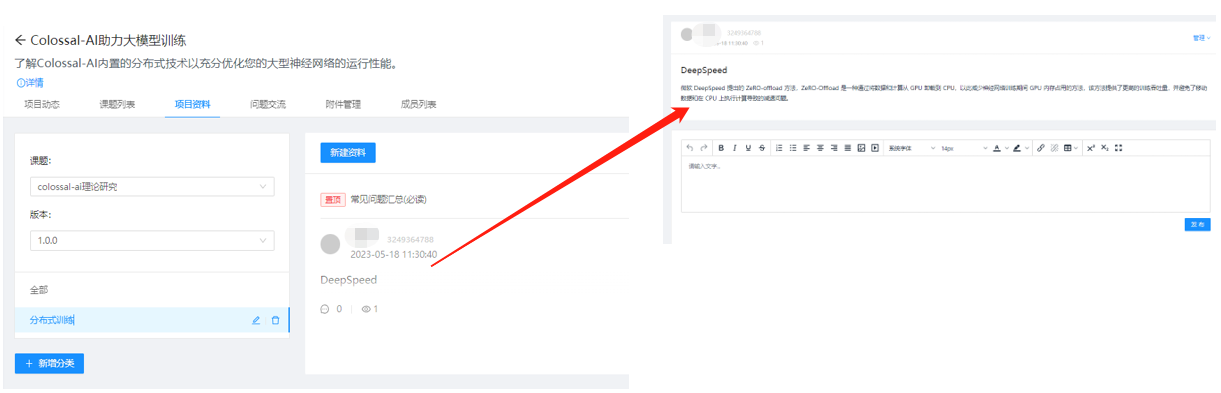 Colossal-AI助力大模型训练
了解Colossal-AI内置的分布式技术以充分优化您的大型神经网络的运行性能。
详情
项目动态 课题列表 项目资料 问题交流 附件管理 成员列表
课题:
colossal-ai理论研究
版本:
1.0.0
全部
分布式训练
+ 新增分类
新建资料
置顶 常见问题汇总(必读)
3249364788
2023-05-18 11:30:40
DeepSpeed
0 1
3249364788
1
管理
DeepSpeed
微软 DeepSpeed 提出的 ZeRO-offload 方法，ZeRO-Offload 是一种通过将数据和计算从 GPU 卸载到 CPU，以此减少神经网络训练期间 GPU 内存占用的方法，该方法提供了更高的训练吞吐量，并避免了移动
数据和在 CPU 上执行计算导致的减速问题。
B I U S 系统字体 14px A X² X₂
请输入文字..
发布